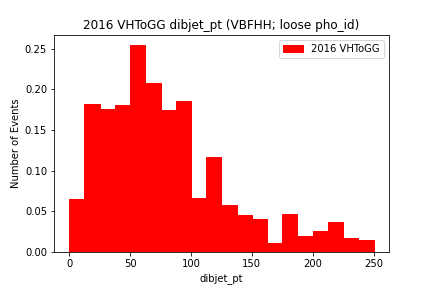 2016 VHToGG dibjet_pt (VBFHH; loose pho_id)
2016 VHToGG
Number of Events
0.25
0.20
0.15
0.10
0.05
0.00
0 50 100 150 200 250
dibjet_pt